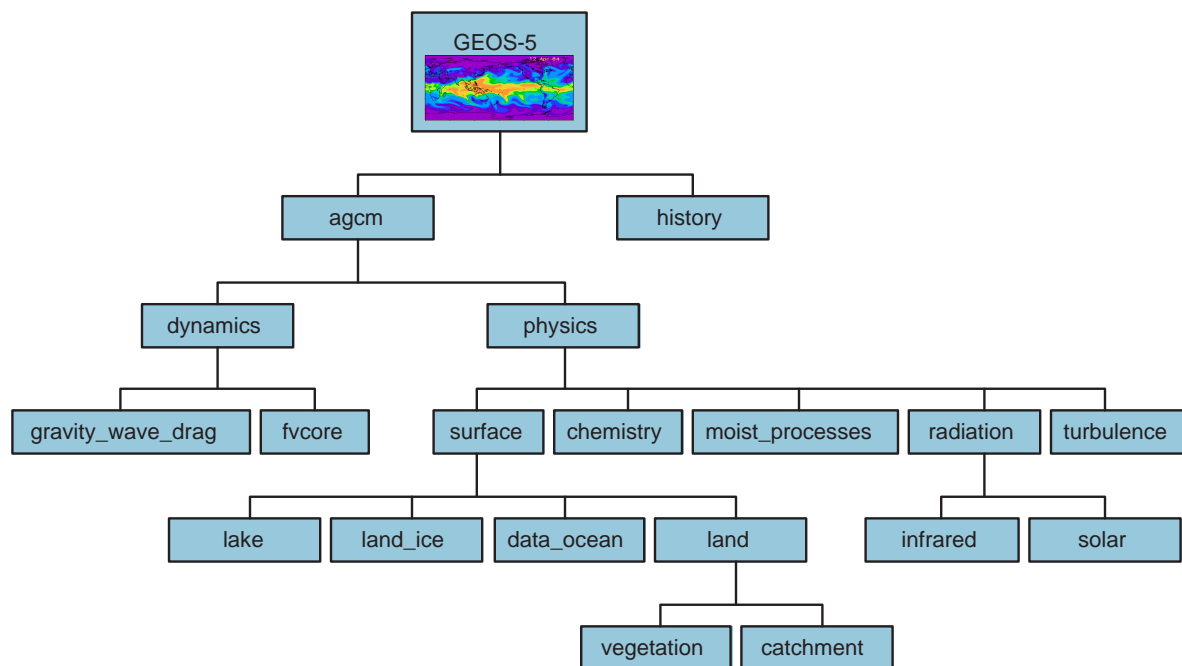 GEOS-5
agcm
history
dynamics
physics
gravity_wave_drag
fvcore
surface
chemistry
moist_processes
radiation
turbulence
lake
land_ice
data_ocean
land
infrared
solar
vegetation
catchment